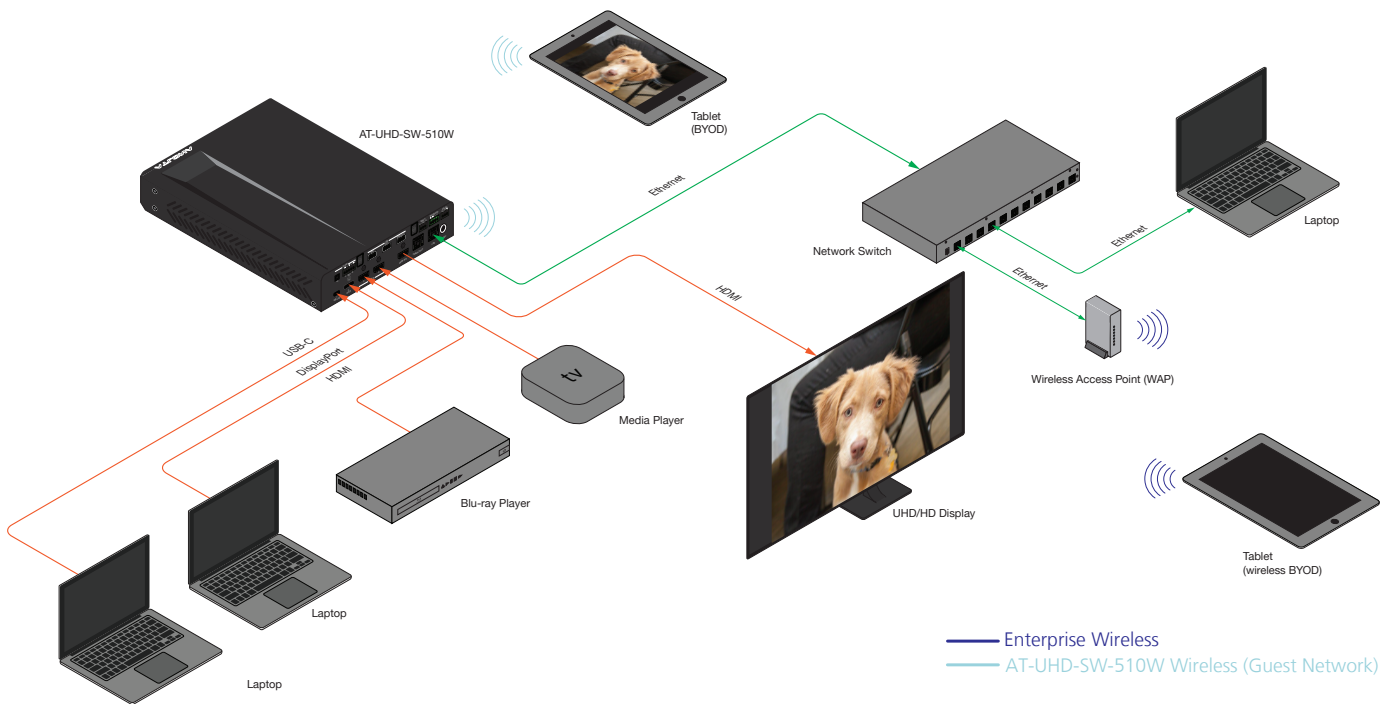 Tablet
(BYOD)
AT-UHD-SW-510W
Ethernet
Laptop
Network Switch
Ethernet
Ethernet
HDMI
USB-C
DisplayPort
HDMI
tv
Media Player
Wireless Access Point (WAP)
Blu-ray Player
UHD/HD Display
Tablet
(wireless BYOD)
Laptop
Laptop
Enterprise Wireless
AT-UHD-SW-510W Wireless (Guest Network)